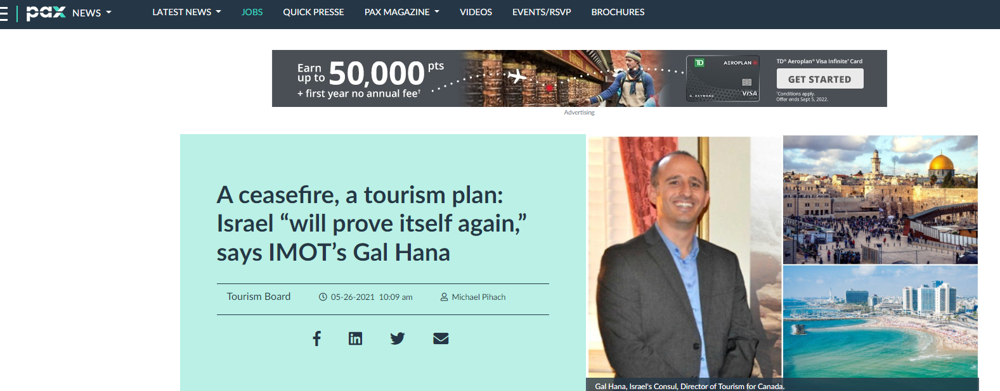 pax NEWS
LATEST NEWS
JOBS
QUICK PRESSE
PAX MAGAZINE
VIDEOS
EVENTS/RSVP
BROCHURES
Earn
up to 50,000 pts
+ first year no annual fee†
TD
AEROPLAN
G. RAYMOND
VISA
TD® Aeroplan® Visa Infinite* Card
GET STARTED
†Conditions apply.
Offer ends Sept 5, 2022.
Advertising
A ceasefire, a tourism plan:
Israel “will prove itself again,”
says IMOT’s Gal Hana
Tourism Board 05-26-2021 10:09 am Michael Pihach
Gal Hana, Israel's Consul, Director of Tourism for Canada.